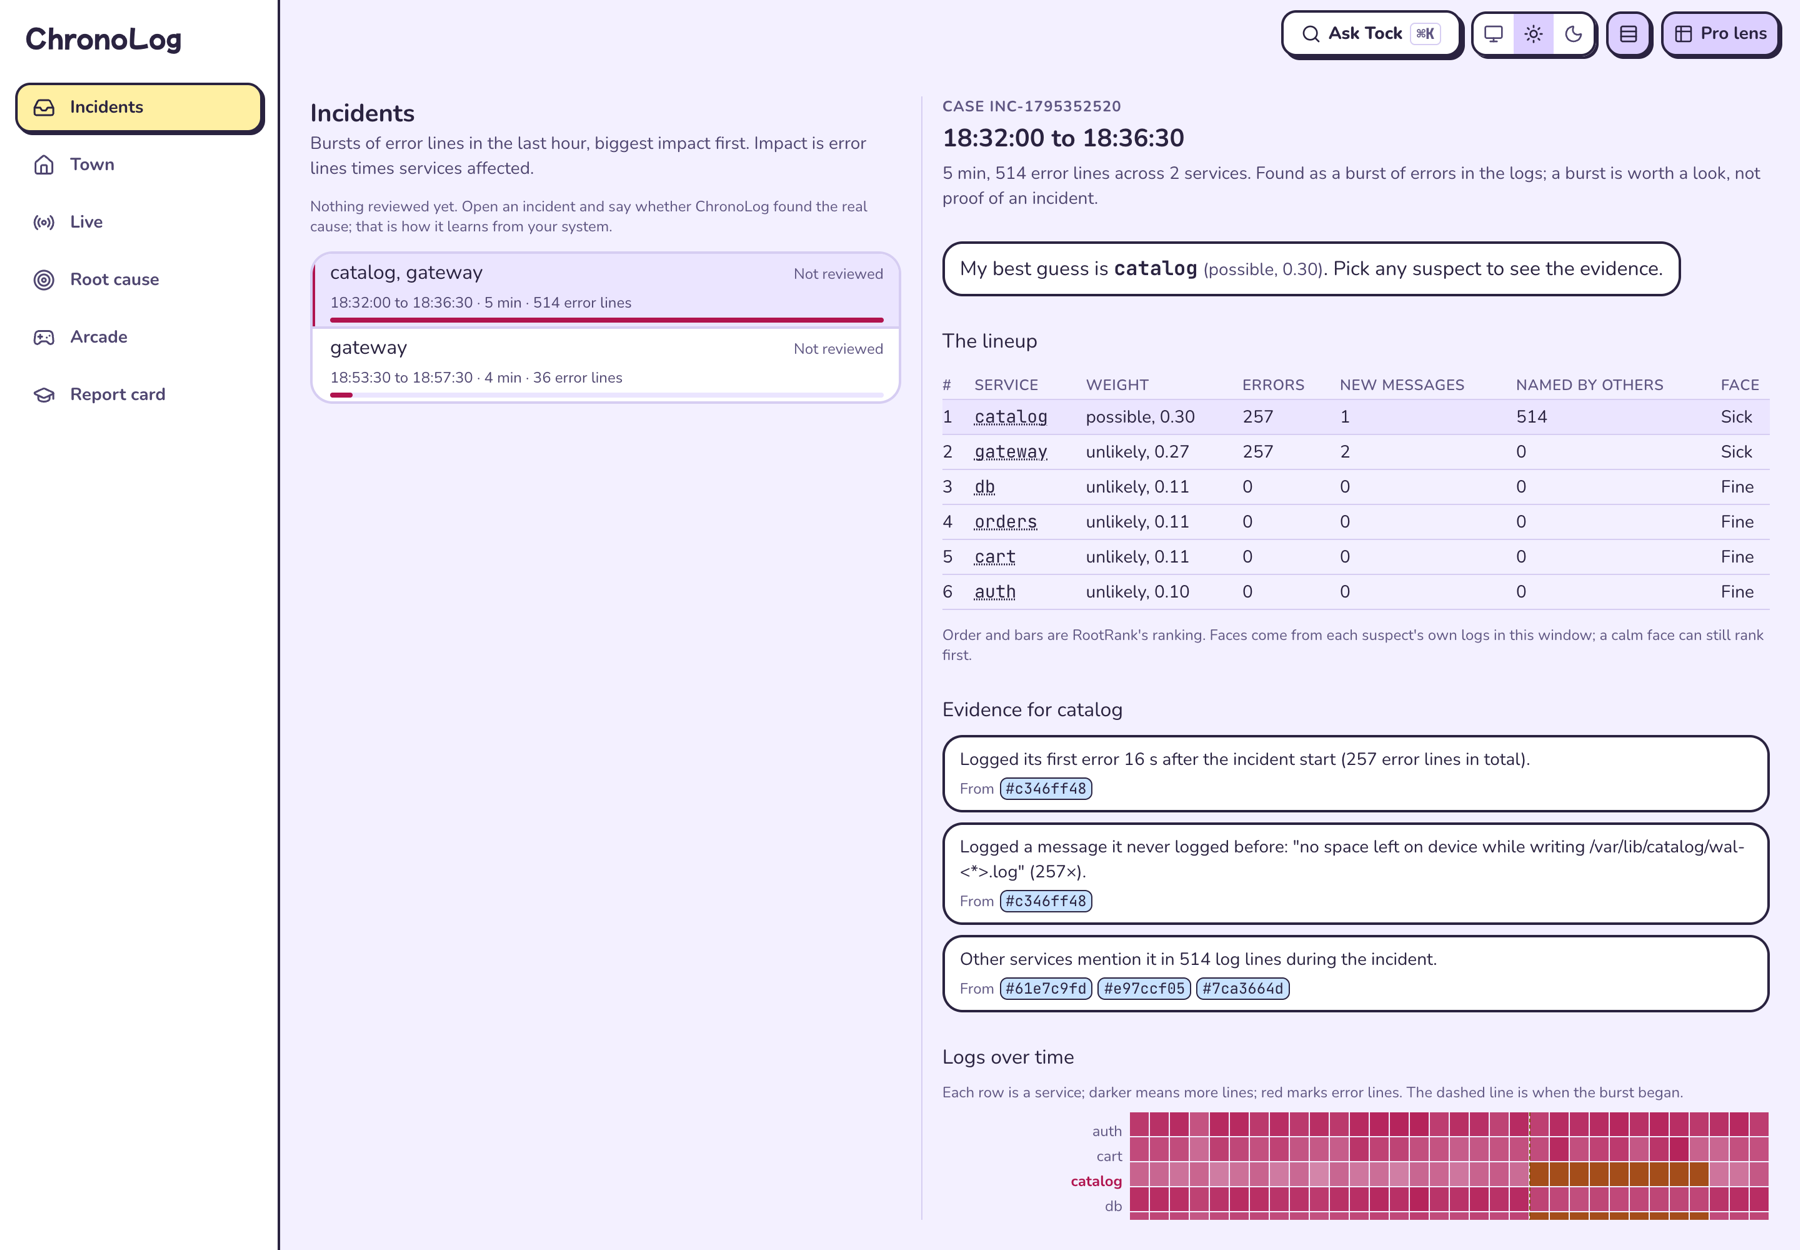 ChronoLog
Incidents
Town
Live
Root cause
Arcade
Report card
Ask Tock ⌘K
Pro lens
Incidents
Bursts of error lines in the last hour, biggest impact first. Impact is error
lines times services affected.
Nothing reviewed yet. Open an incident and say whether ChronoLog found the real
cause; that is how it learns from your system.
catalog, gateway Not reviewed
18:32:00 to 18:36:30 · 5 min · 514 error lines
gateway Not reviewed
18:53:30 to 18:57:30 · 4 min · 36 error lines
CASE INC-1795352520
18:32:00 to 18:36:30
5 min, 514 error lines across 2 services. Found as a burst of errors in the logs; a burst is worth a look, not
proof of an incident.
My best guess is catalog (possible, 0.30). Pick any suspect to see the evidence.
The lineup
# SERVICE WEIGHT ERRORS NEW MESSAGES NAMED BY OTHERS FACE
1 catalog possible, 0.30 257 1 514 Sick
2 gateway unlikely, 0.27 257 2 0 Sick
3 db unlikely, 0.11 0 0 0 Fine
4 orders unlikely, 0.11 0 0 0 Fine
5 cart unlikely, 0.11 0 0 0 Fine
6 auth unlikely, 0.10 0 0 0 Fine
Order and bars are RootRank's ranking. Faces come from each suspect's own logs in this window; a calm face can still rank
first.
Evidence for catalog
Logged its first error 16 s after the incident start (257 error lines in total).
From #c346ff48
Logged a message it never logged before: "no space left on device while writing /var/lib/catalog/wal-
<*>.log" (257×).
From #c346ff48
Other services mention it in 514 log lines during the incident.
From #61e7c9fd #e97ccf05 #7ca3664d
Logs over time
Each row is a service; darker means more lines; red marks error lines. The dashed line is when the burst began.
auth
cart
catalog
db